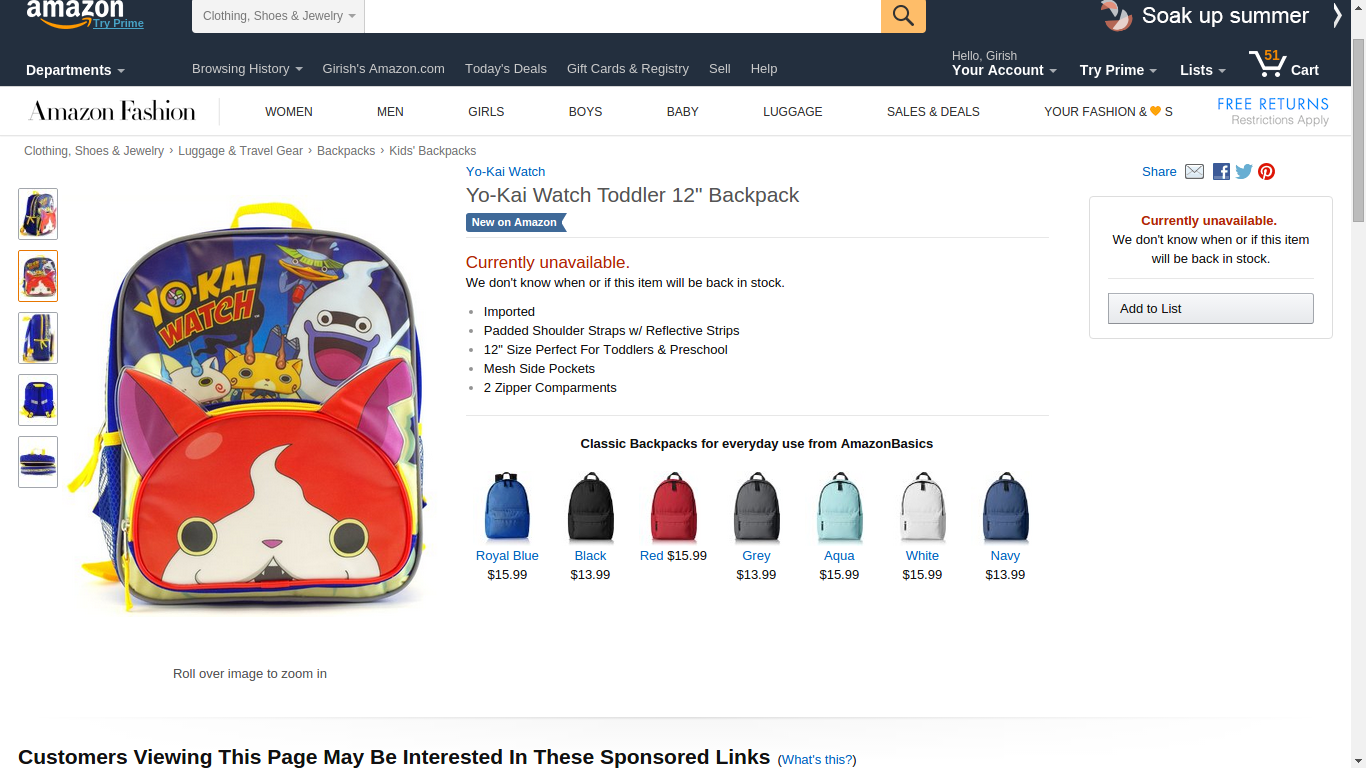 amazon
Try Prime
Clothing, Shoes & Jewelry
Soak up summer
Departments
Browsing History
Girish's Amazon.com
Today's Deals
Gift Cards & Registry
Sell
Help
Hello, Girish
Your Account
Try Prime
Lists
51
Cart
Amazon Fashion
WOMEN
MEN
GIRLS
BOYS
BABY
LUGGAGE
SALES & DEALS
YOUR FASHION & 🧡 S
FREE RETURNS
Restrictions Apply
Clothing, Shoes & Jewelry › Luggage & Travel Gear › Backpacks › Kids' Backpacks
Yo-Kai Watch
Yo-Kai Watch Toddler 12" Backpack
New on Amazon
Currently unavailable.
We don't know when or if this item will be back in stock.
• Imported
• Padded Shoulder Straps w/ Reflective Strips
• 12" Size Perfect For Toddlers & Preschool
• Mesh Side Pockets
• 2 Zipper Comparments
Share
Currently unavailable.
We don't know when or if this item
will be back in stock.
Add to List
YO-KAI
WATCH
Classic Backpacks for everyday use from AmazonBasics
Royal Blue
$15.99
Black
$13.99
Red $15.99
Grey
$13.99
Aqua
$15.99
White
$15.99
Navy
$13.99
Roll over image to zoom in
Customers Viewing This Page May Be Interested In These Sponsored Links (What's this?)